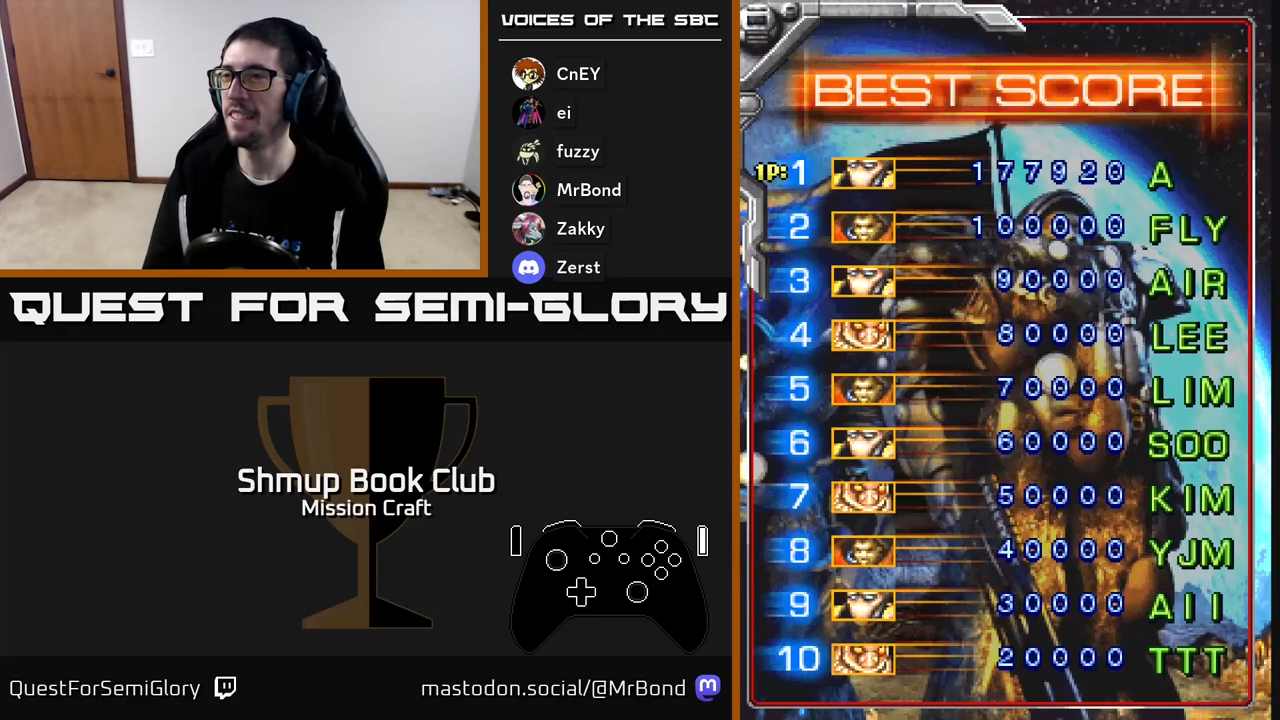 VOICES OF THE SBC
CnEY
ei
fuzzy
MrBond
Zakky
Zerst
QUEST FOR SEMI-GLORY
Shmup Book Club
Mission Craft
QuestForSemiGlory
mastodon.social/@MrBond
BEST SCORE
1P:1 177920 A
2 100000 FLY
3 90000 AIR
4 80000 LEE
5 70000 LIM
6 60000 SOO
7 50000 KIM
8 40000 YJM
9 30000 AII
10 20000 TTT